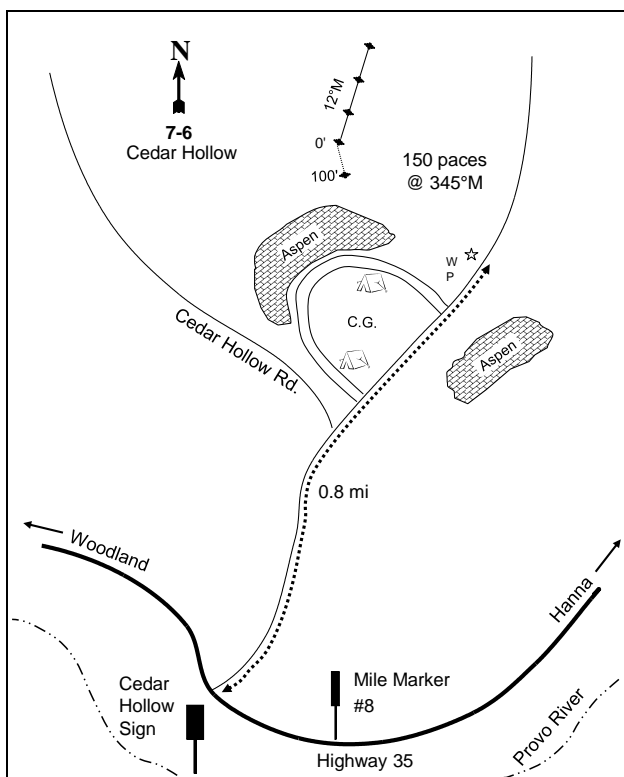 N
7-6
Cedar Hollow
12°M
0'
100'
150 paces
@ 345°M
Aspen
W
P
C.G.
Aspen
Cedar Hollow Rd.
0.8 mi
Woodland
Hanna
Cedar
Hollow
Sign
Mile Marker
#8
Highway 35
Provo River